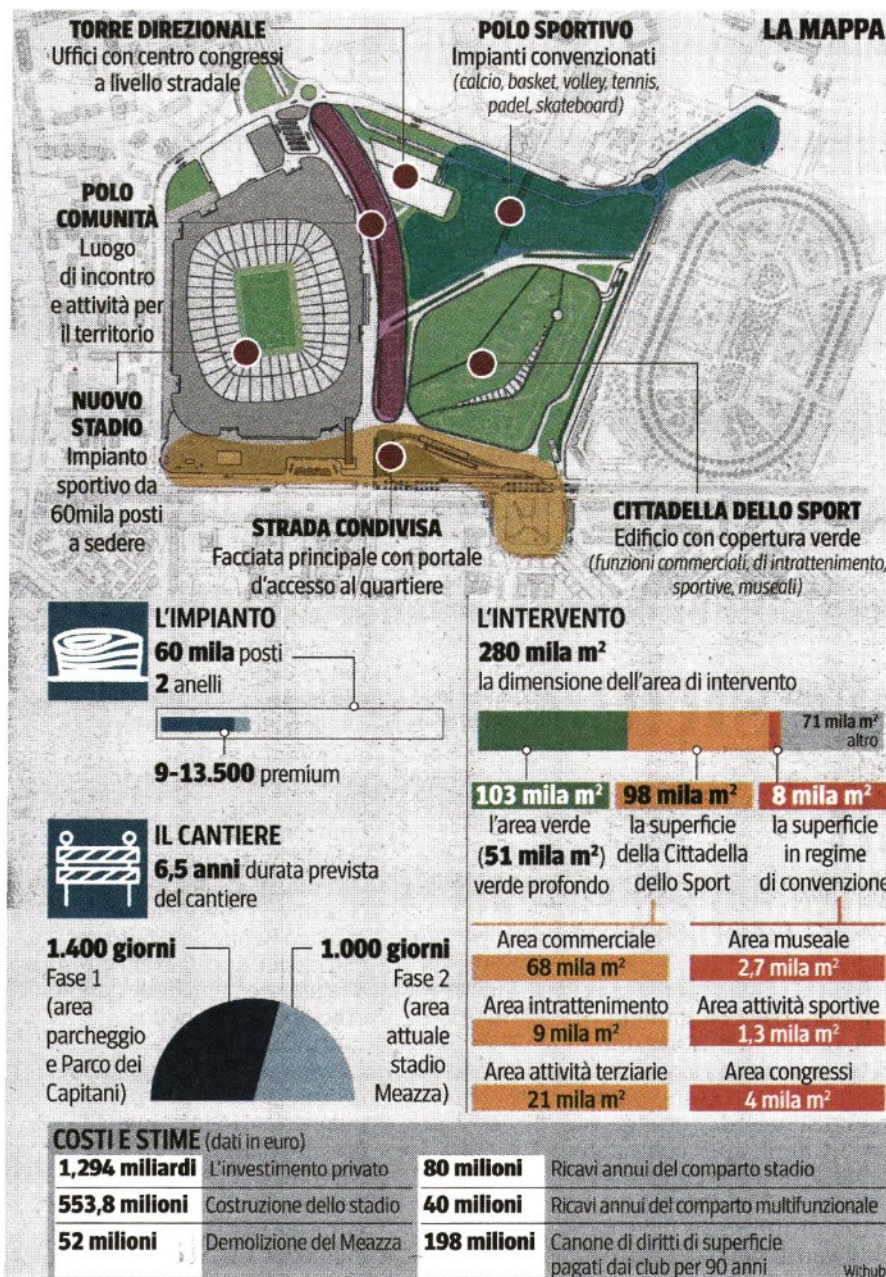 LA MAPPA
TORRE DIREZIONALE
Uffici con centro congressi
a livello stradale
POLO SPORTIVO
Impianti convenzionati
(calcio, basket, volley, tennis,
padel, skateboard)
POLO
COMUNITÀ
Luogo
di incontro
e attività per
il territorio
NUOVO
STADIO
Impianto
sportivo da
60mila posti
a sedere
STRADA CONDIVISA
Facciata principale con portale
d'accesso al quartiere
CITTADELLA DELLO SPORT
Edificio con copertura verde
(funzioni commerciali, di intrattenimento,
sportive, museali)
L'IMPIANTO
60 mila posti
2 anelli
9-13.500 premium
IL CANTIERE
6,5 anni durata prevista
del cantiere
1.400 giorni
Fase 1
(area
parcheggio
e Parco dei
Capitani)
1.000 giorni
Fase 2
(area
attuale
stadio
Meazza)
L'INTERVENTO
280 mila m²
la dimensione dell'area di intervento
71 mila m²
altro
103 mila m²
l'area verde
(51 mila m²)
verde profondo
98 mila m²
la superficie
della Cittadella
dello Sport
8 mila m²
la superficie
in regime
di convenzione
Area commerciale
68 mila m²
Area intrattenimento
9 mila m²
Area attività terziarie
21 mila m²
Area museale
2,7 mila m²
Area attività sportive
1,3 mila m²
Area congressi
4 mila m²
COSTI E STIME (dati in euro)
1,294 miliardi L'investimento privato
553,8 milioni Costruzione dello stadio
52 milioni Demolizione del Meazza
80 milioni Ricavi annui del comparto stadio
40 milioni Ricavi annui del comparto multifunzionale
198 milioni Canone di diritti di superficie
pagati dai club per 90 anni
Withub